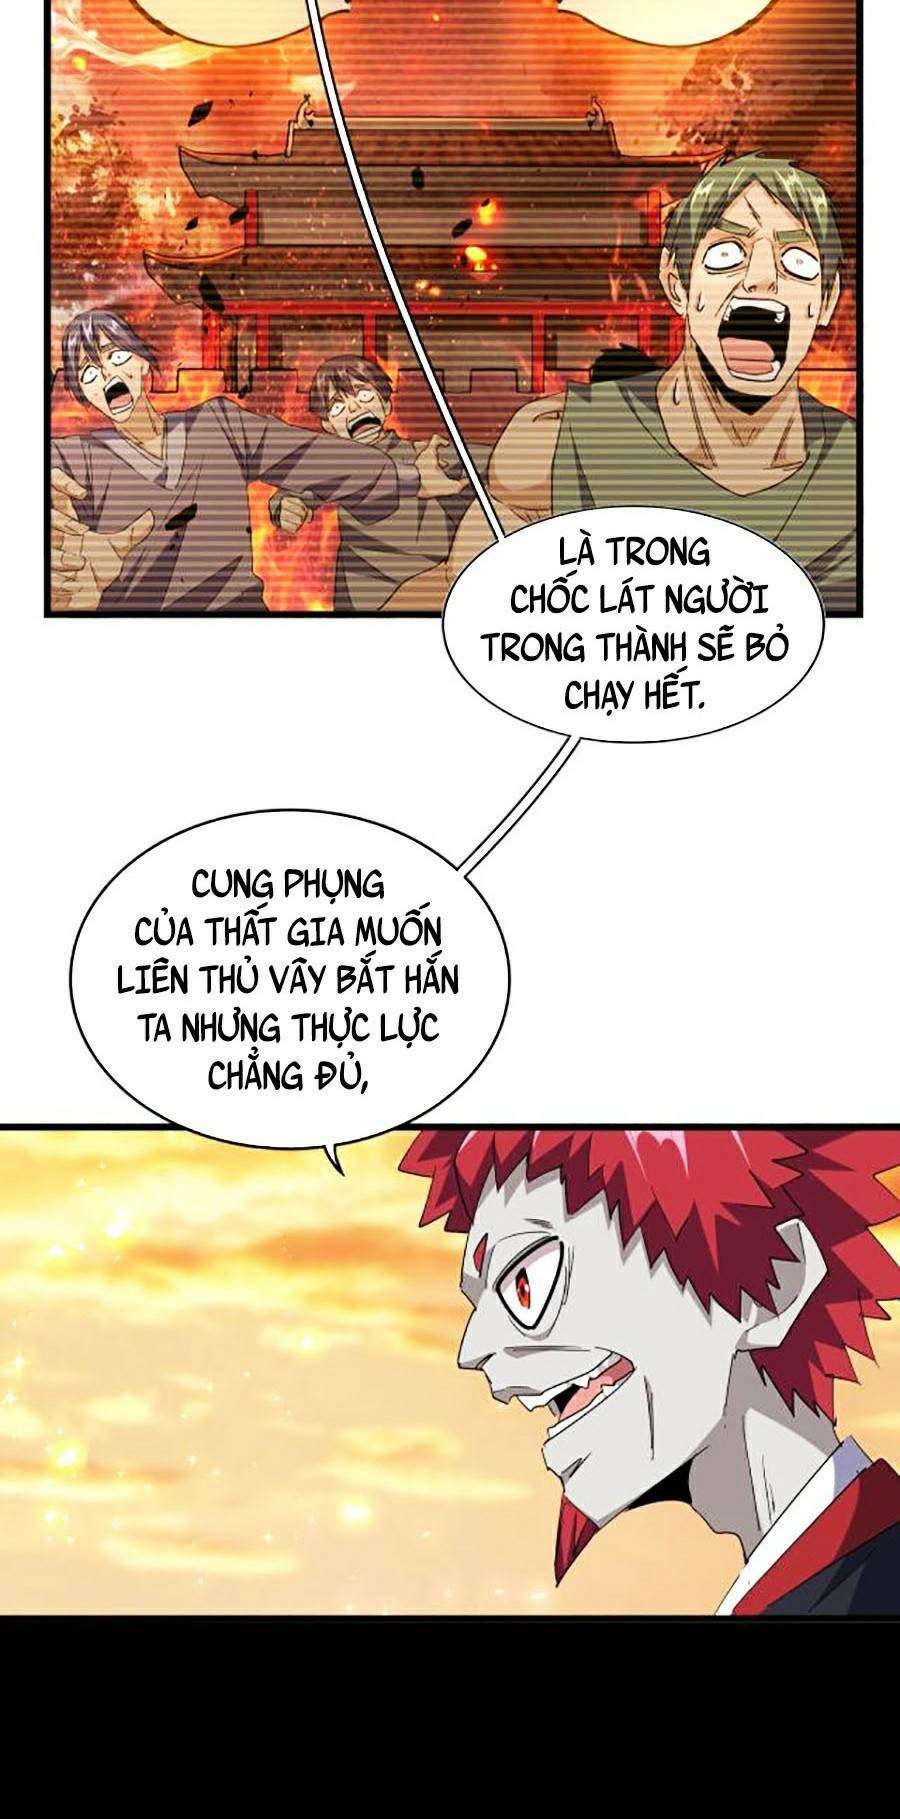 LÀ TRONG
CHỐC LÁT NGƯỜI
TRONG THÀNH SẼ BỎ
CHẠY HẾT.
CUNG PHỤNG
CỦA THẤT GIA MUỐN
LIÊN THỦ VÂY BẮT HẮN
TA NHƯNG THỰC LỰC
CHẲNG ĐỦ,